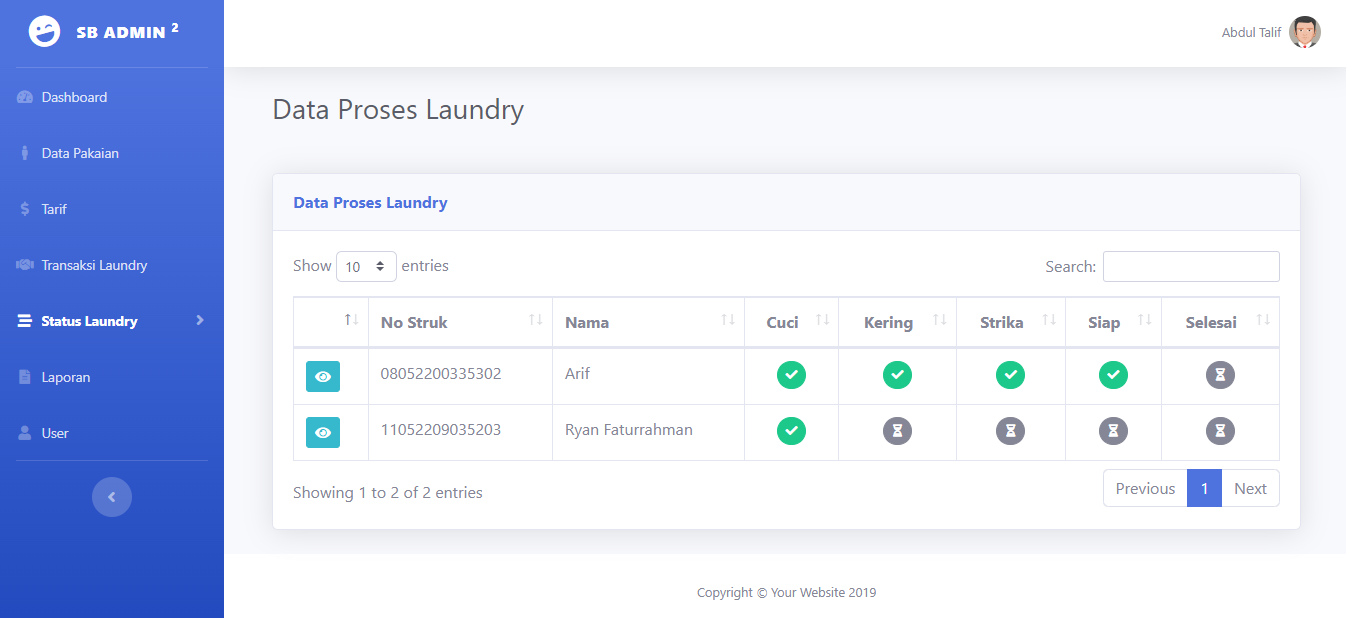 SB ADMIN 2
Abdul Talif
Dashboard
Data Pakaian
Tarif
Transaksi Laundry
Status Laundry
Laporan
User
Data Proses Laundry
Data Proses Laundry
Show 10 entries
Search:
No Struk Nama Cuci Kering Strika Siap Selesai
08052200335302 Arif
11052209035203 Ryan Faturrahman
Showing 1 to 2 of 2 entries
Previous 1 Next
Copyright © Your Website 2019